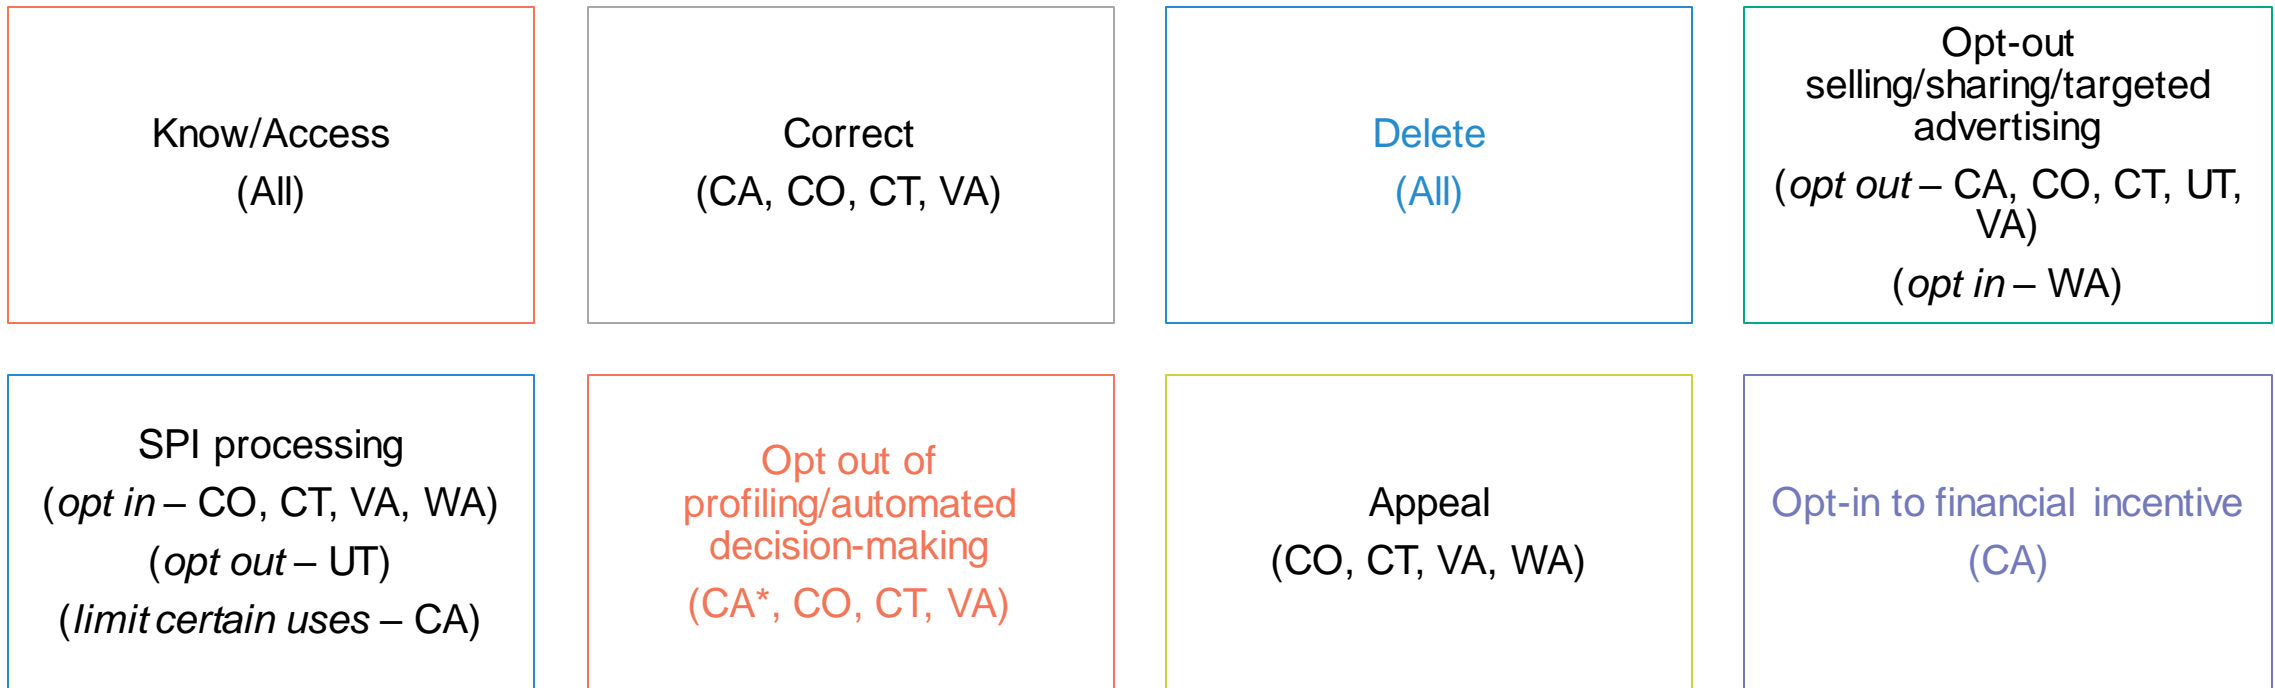 Know/Access
(All)
Correct
(CA, CO, CT, VA)
Delete
(All)
Opt-out
selling/sharing/targeted
advertising
(opt out – CA, CO, CT, UT,
VA)
(opt in – WA)
SPI processing
(opt in – CO, CT, VA, WA)
(opt out – UT)
(limit certain uses – CA)
Opt out of
profiling/automated
decision-making
(CA*, CO, CT, VA)
Appeal
(CO, CT, VA, WA)
Opt-in to financial incentive
(CA)